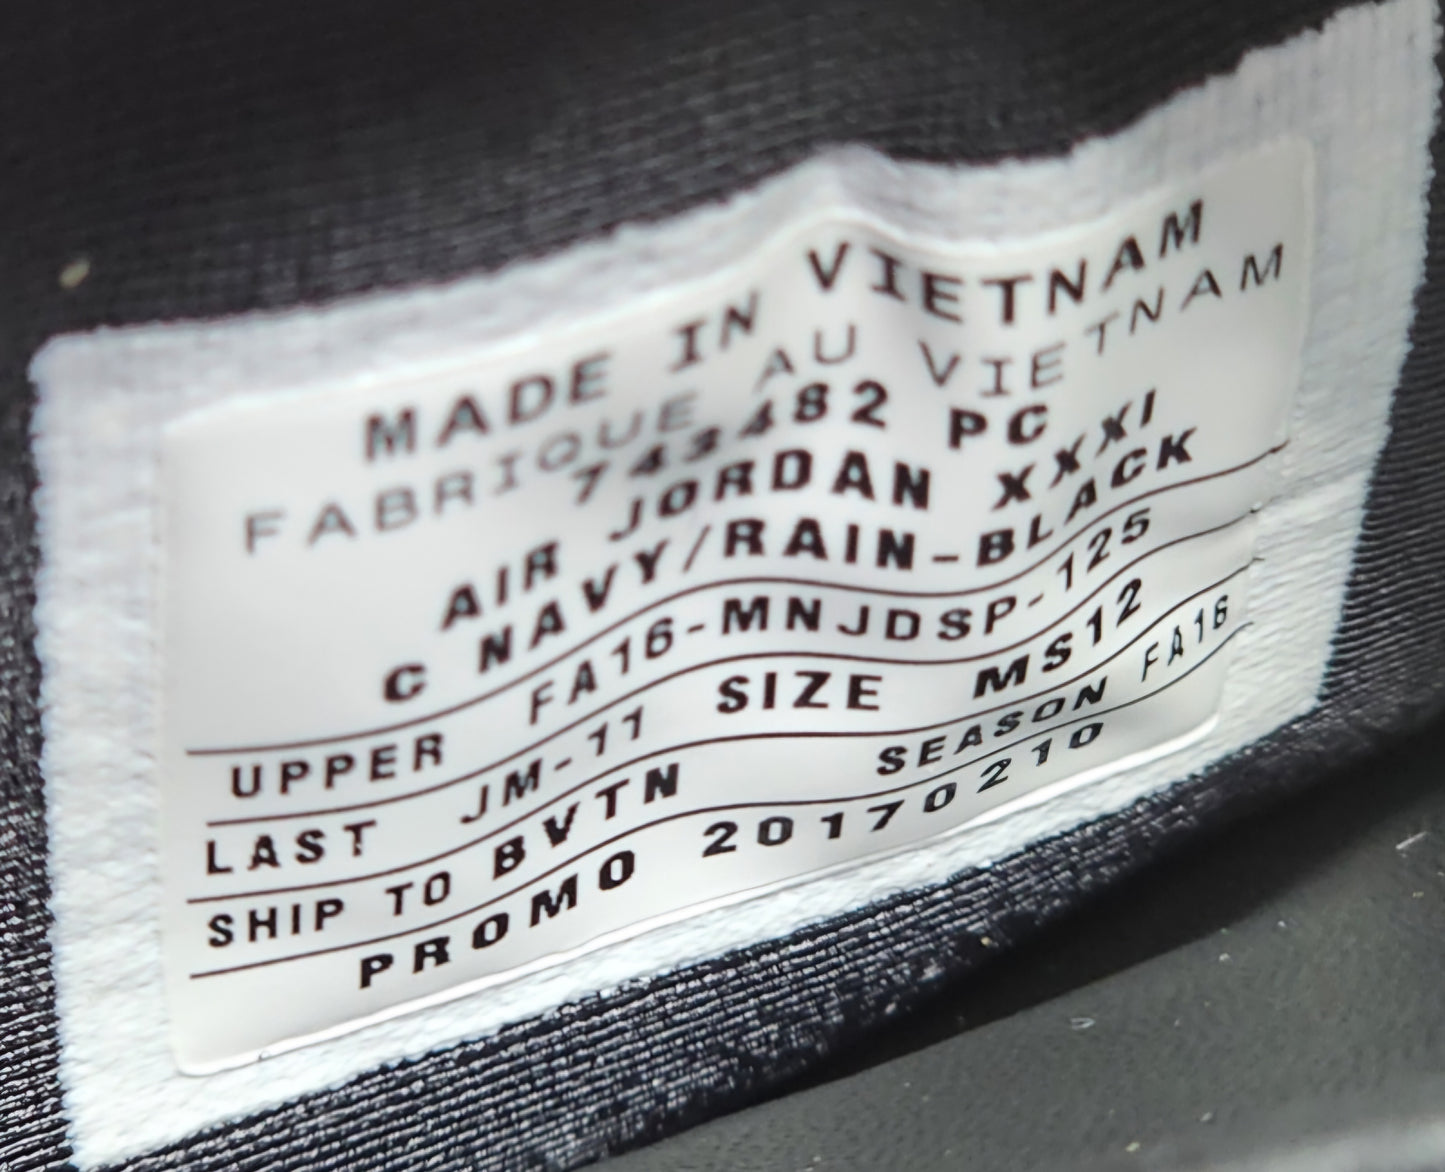 MADE IN VIETNAM
FABRIQUE AU VIETNAM
PC
AIR JORDAN XXXI
C NAVY/RAIN-BLACK
UPPER FA16-MNJDSP-125
LAST JM-11 SIZE MS12
SHIP TO BVTN SEASON FA16
PROMO 20170210